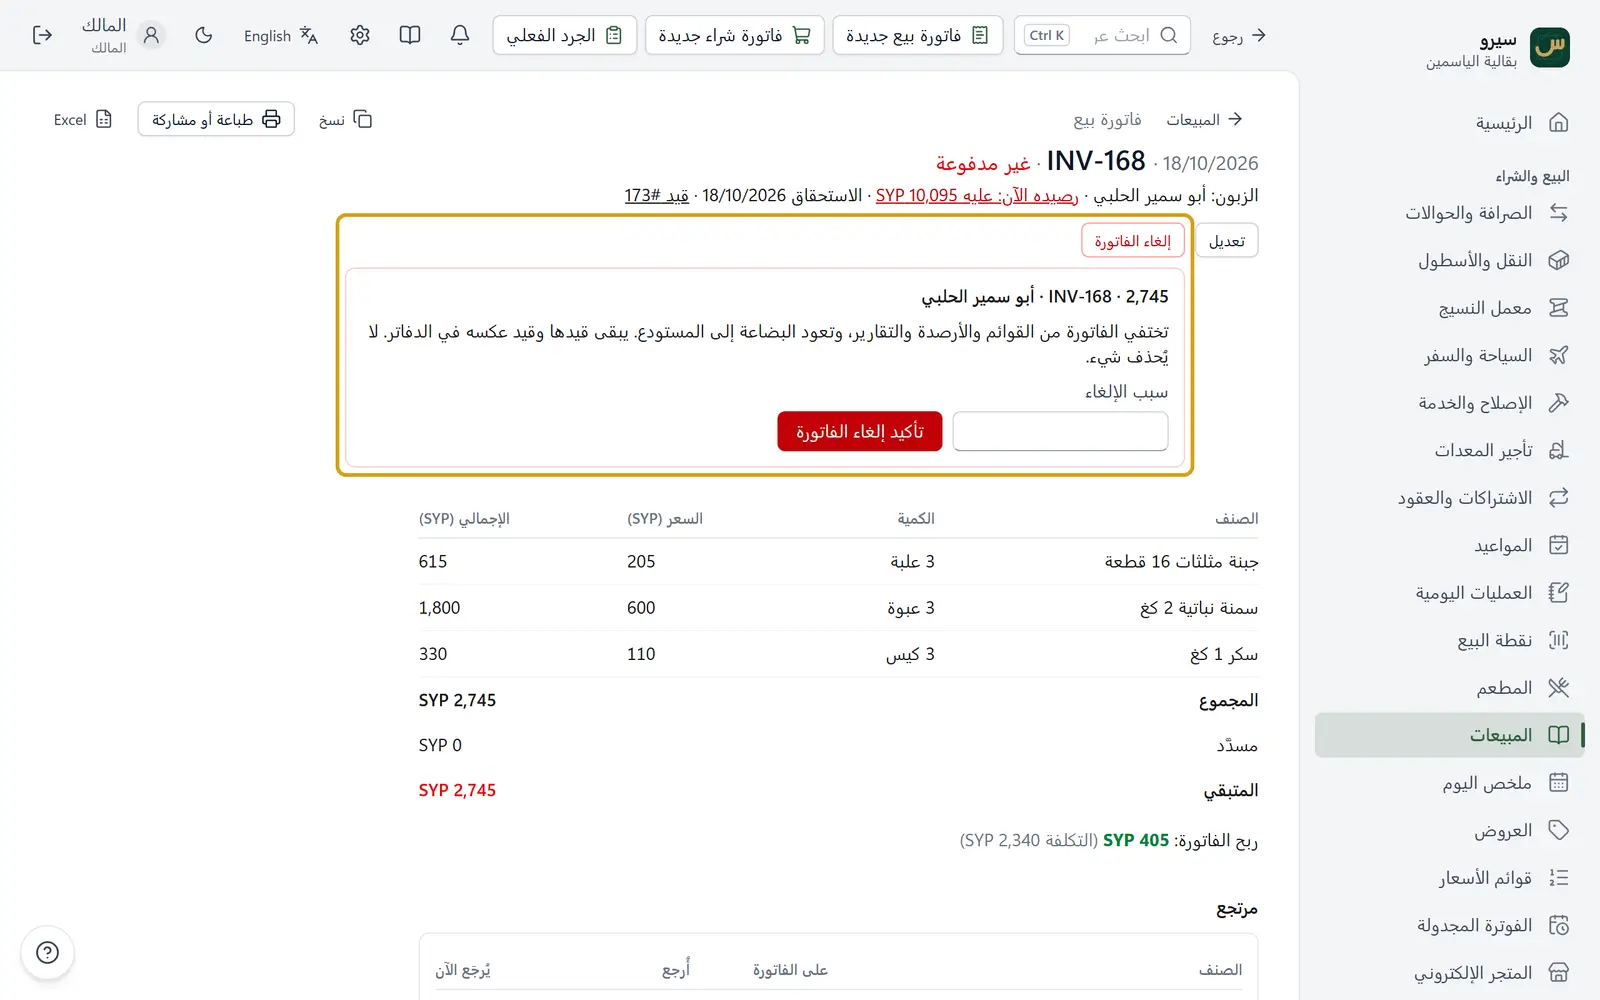 سيرو
بقالية الياسمين
رجوع
ابحث عر
Ctrl K
فاتورة بيع جديدة
فاتورة شراء جديدة
الجرد الفعلي
English
المالك
المالك
الرئيسية
البيع والشراء
الصرافة والحوالات
النقل والأسطول
معمل النسيج
السياحة والسفر
الإصلاح والخدمة
تأجير المعدات
الاشتراكات والعقود
المواعيد
العمليات اليومية
نقطة البيع
المطعم
المبيعات
ملخص اليوم
العروض
قوائم الأسعار
الفوترة المجدولة
المتجر الإلكتروني
المبيعات
فاتورة بيع
نسخ
طباعة أو مشاركة
Excel
18/10/2026 · INV-168 · غير مدفوعة
الزبون: أبو سمير الحلبي · رصيده الآن: عليه 10,095 SYP · الاستحقاق 18/10/2026 · قيد #173
تعديل
إلغاء الفاتورة
2,745 · INV-168 · أبو سمير الحلبي
تختفي الفاتورة من القوائم والأرصدة والتقارير، وتعود البضاعة إلى المستودع. يبقى قيدها وقيد عكسه في الدفاتر. لا
يُحذف شيء.
سبب الإلغاء
تأكيد إلغاء الفاتورة
الصنف الكمية السعر (SYP) الإجمالي (SYP)
جبنة مثلثات 16 قطعة 3 علبة 205 615
سمنة نباتية 2 كغ 3 عبوة 600 1,800
سكر 1 كغ 3 كيس 110 330
المجموع 2,745 SYP
مسدَّد 0 SYP
المتبقي 2,745 SYP
ربح الفاتورة: 405 SYP (التكلفة 2,340 SYP)
مرتجع
الصنف على الفاتورة أُرجع يُرجَع الآن